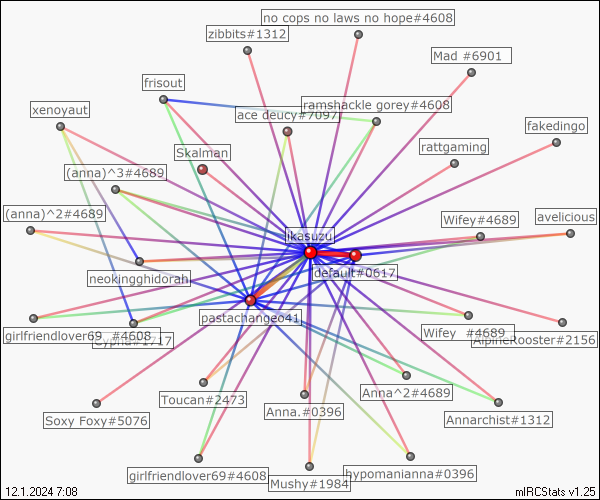 no cops no laws no hope#4608
zibbits#1312
Mad #6901
frisout
xenoyaut
ace deucy#7097
ramshackle gorey#4608
fakedingo
Skalman
rattgaming
(anna)^3#4689
(anna)^2#4689
ikasuzu
Wifey#4689
avelicious
neokingghidorah
default#0617
pastachangeo41
girlfriendlover69_#4608
Wifey_#4689
AlpineRooster#2156
Toucan#2473
Anna^2#4689
Soxy Foxy#5076
Anna.#0396
Annarchist#1312
girlfriendlover69#4608
Mushy#1984
hypomanianna#0396
12.1.2024 7:08
mIRCStats v1.25